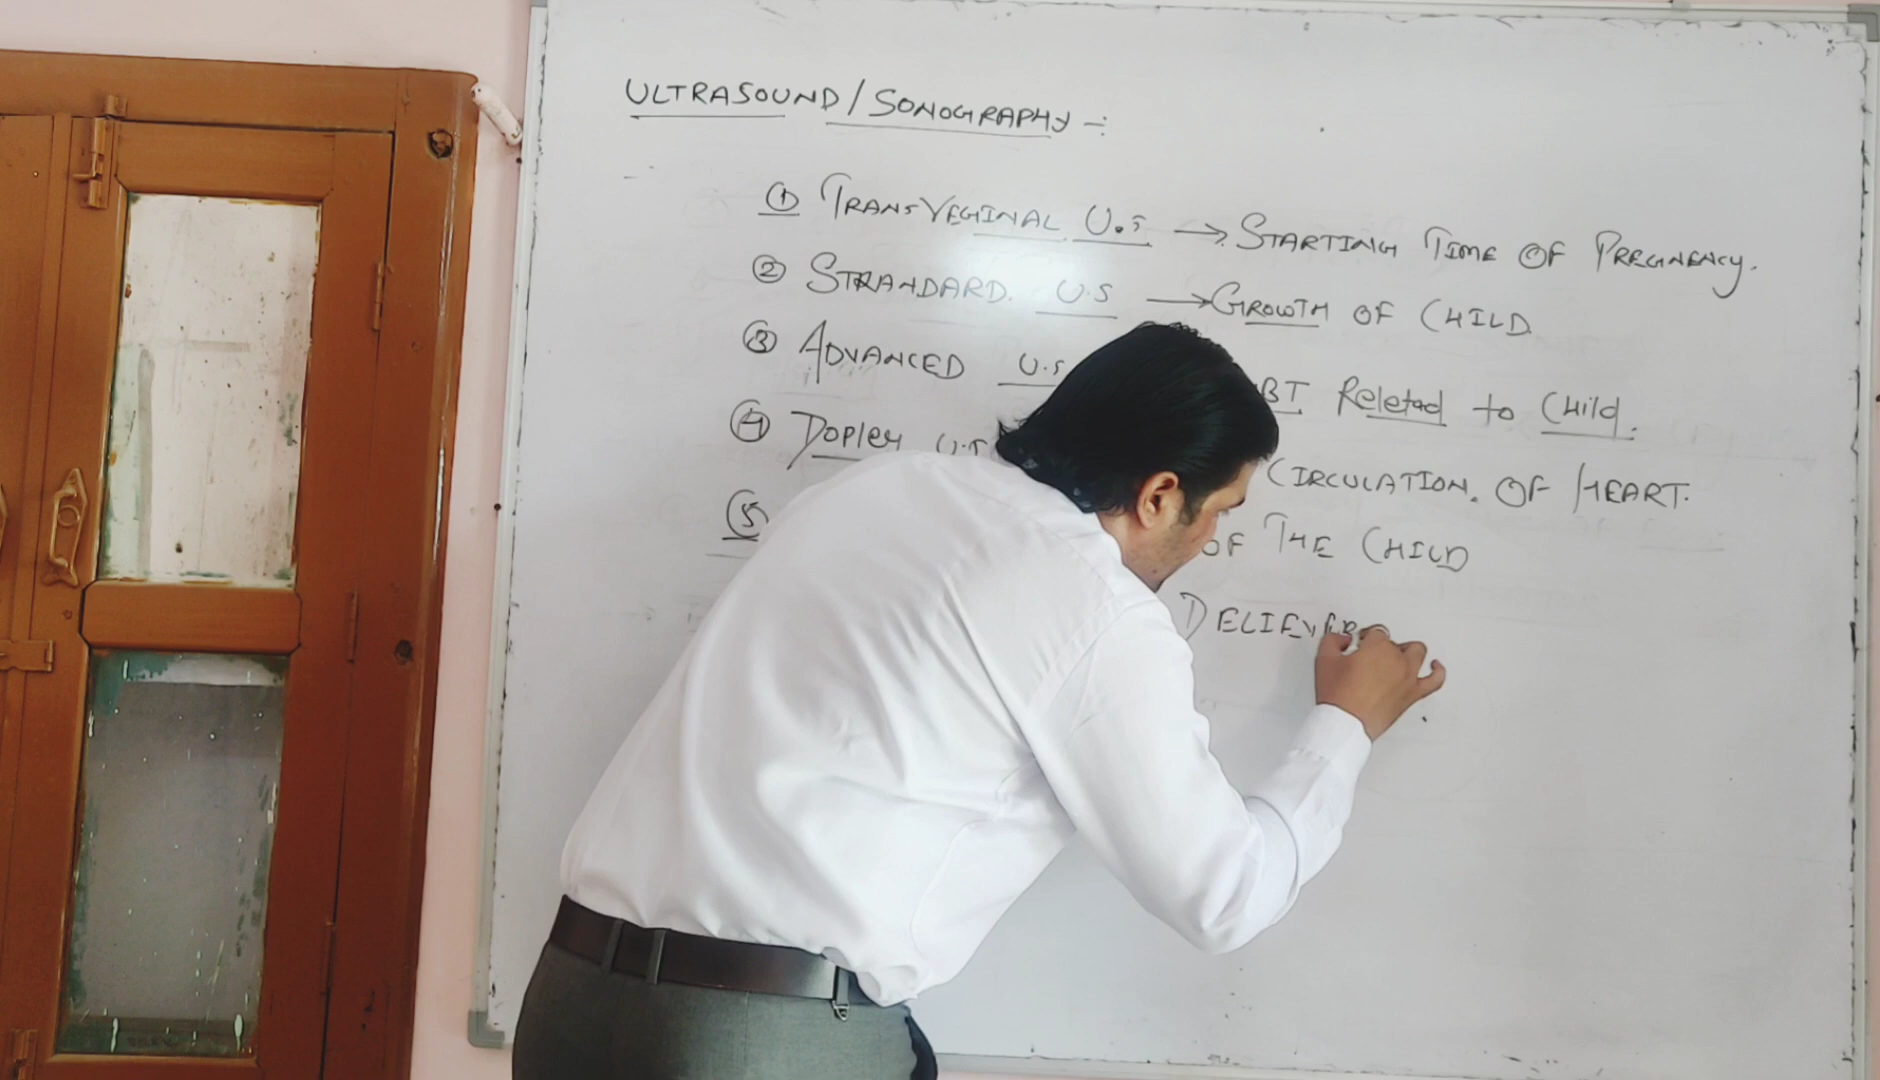 ULTRASOUND/SONOGRAPHY -:
① TRANSVEGINAL U.S → STARTING TIME OF PREGNENCY.
② STRANDARD. U.S → GROWTH OF CHILD
③ ADVANCED U.S BT Reletad to Child.
④ Dopler U.S CIRCULATION. OF HEART.
⑤ OF THE CHILD
DELIEVER